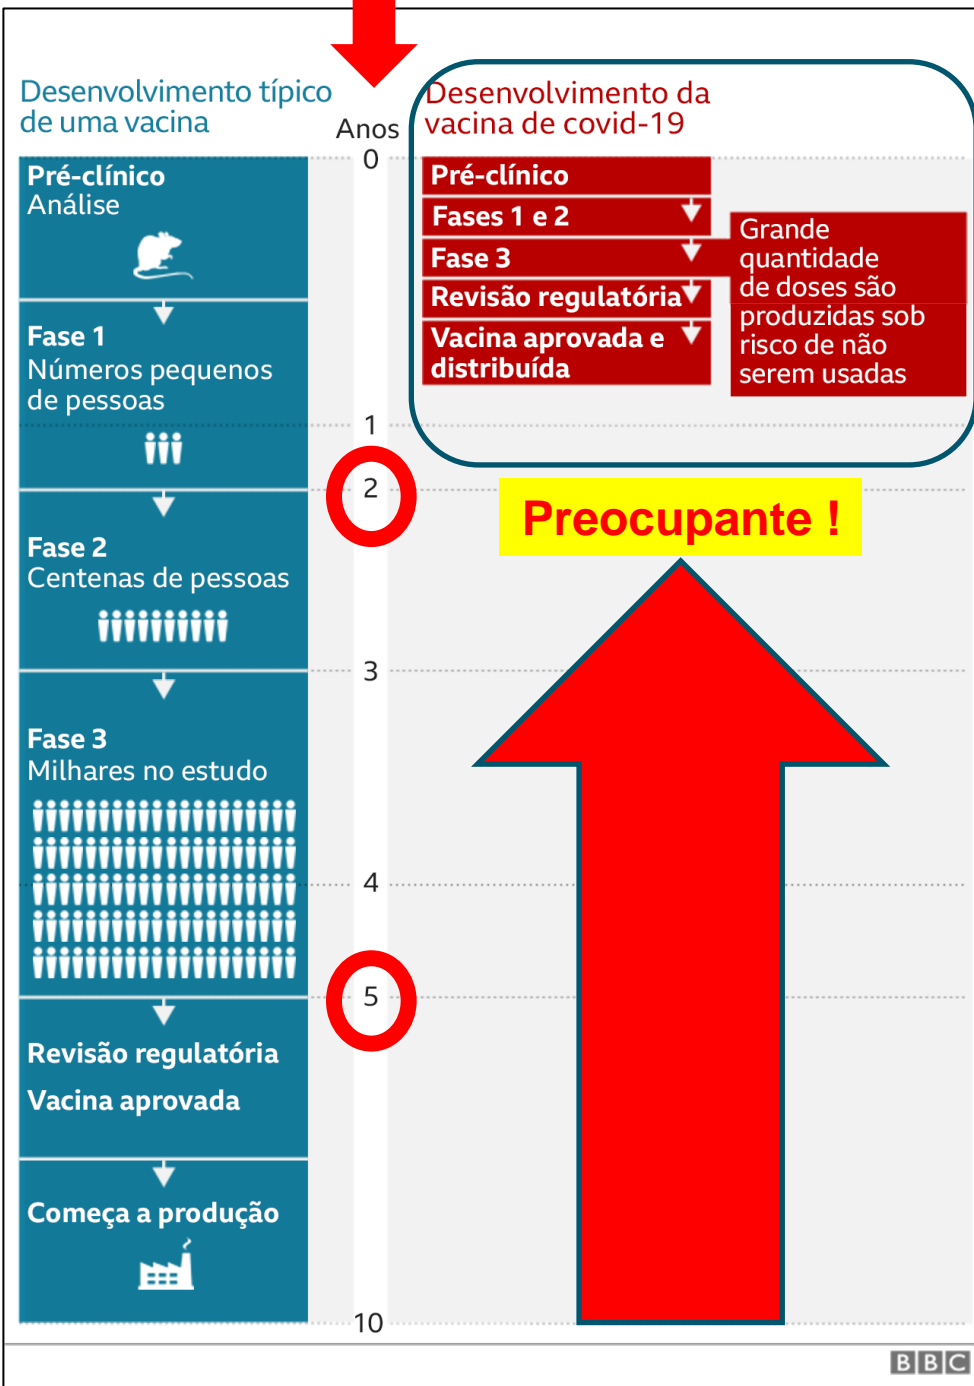 Desenvolvimento típico
de uma vacina
Pré-clínico
Análise
Fase 1
Números pequenos
de pessoas
Fase 2
Centenas de pessoas
Fase 3
Milhares no estudo
Revisão regulatória
Vacina aprovada
Começa a produção
Anos
0
1
2
3
4
5
10
Desenvolvimento da
vacina de covid-19
Pré-clínico
Fases 1 e 2
Fase 3
Revisão regulatória
Vacina aprovada e
distribuída
Grande
quantidade
de doses são
produzidas sob
risco de não
serem usadas
Preocupante !
BBC